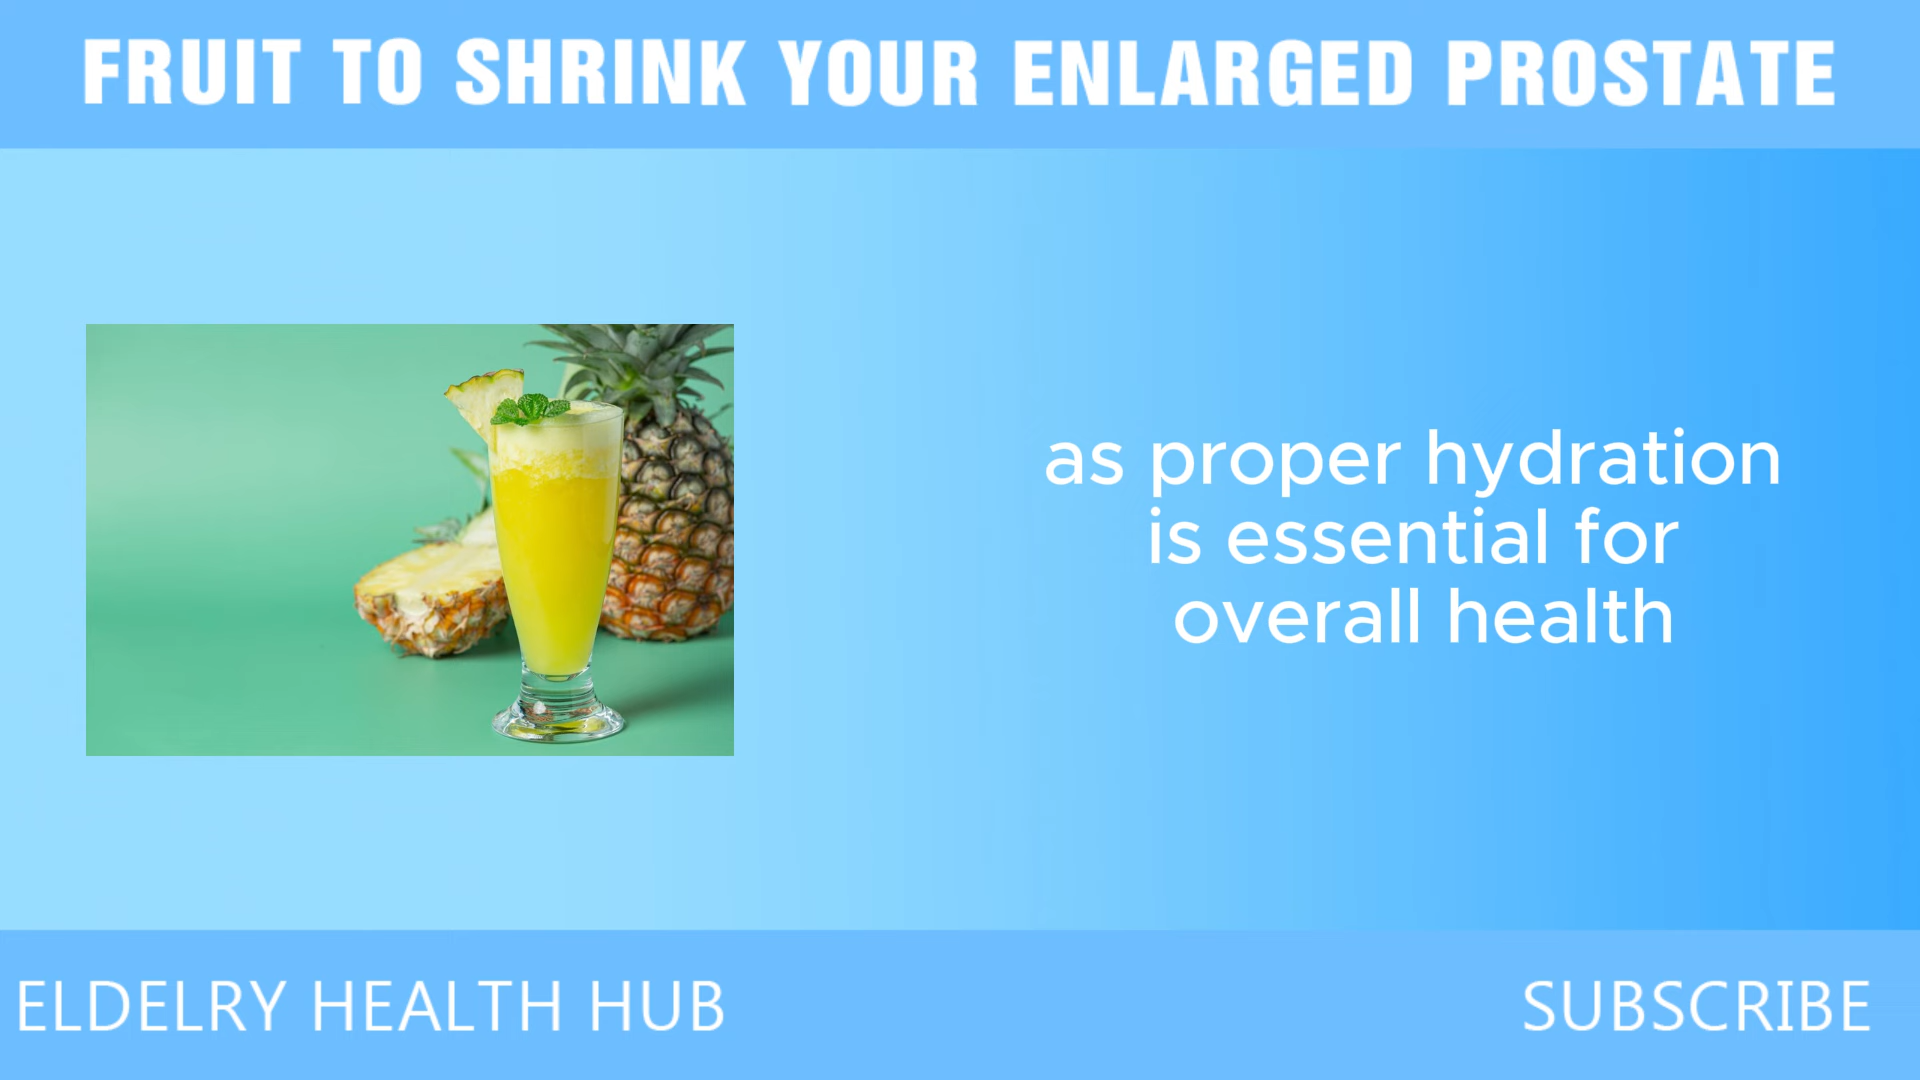 FRUIT TO SHRINK YOUR ENLARGED PROSTATE
as proper hydration
is essential for
overall health
ELDELRY HEALTH HUB
SUBSCRIBE